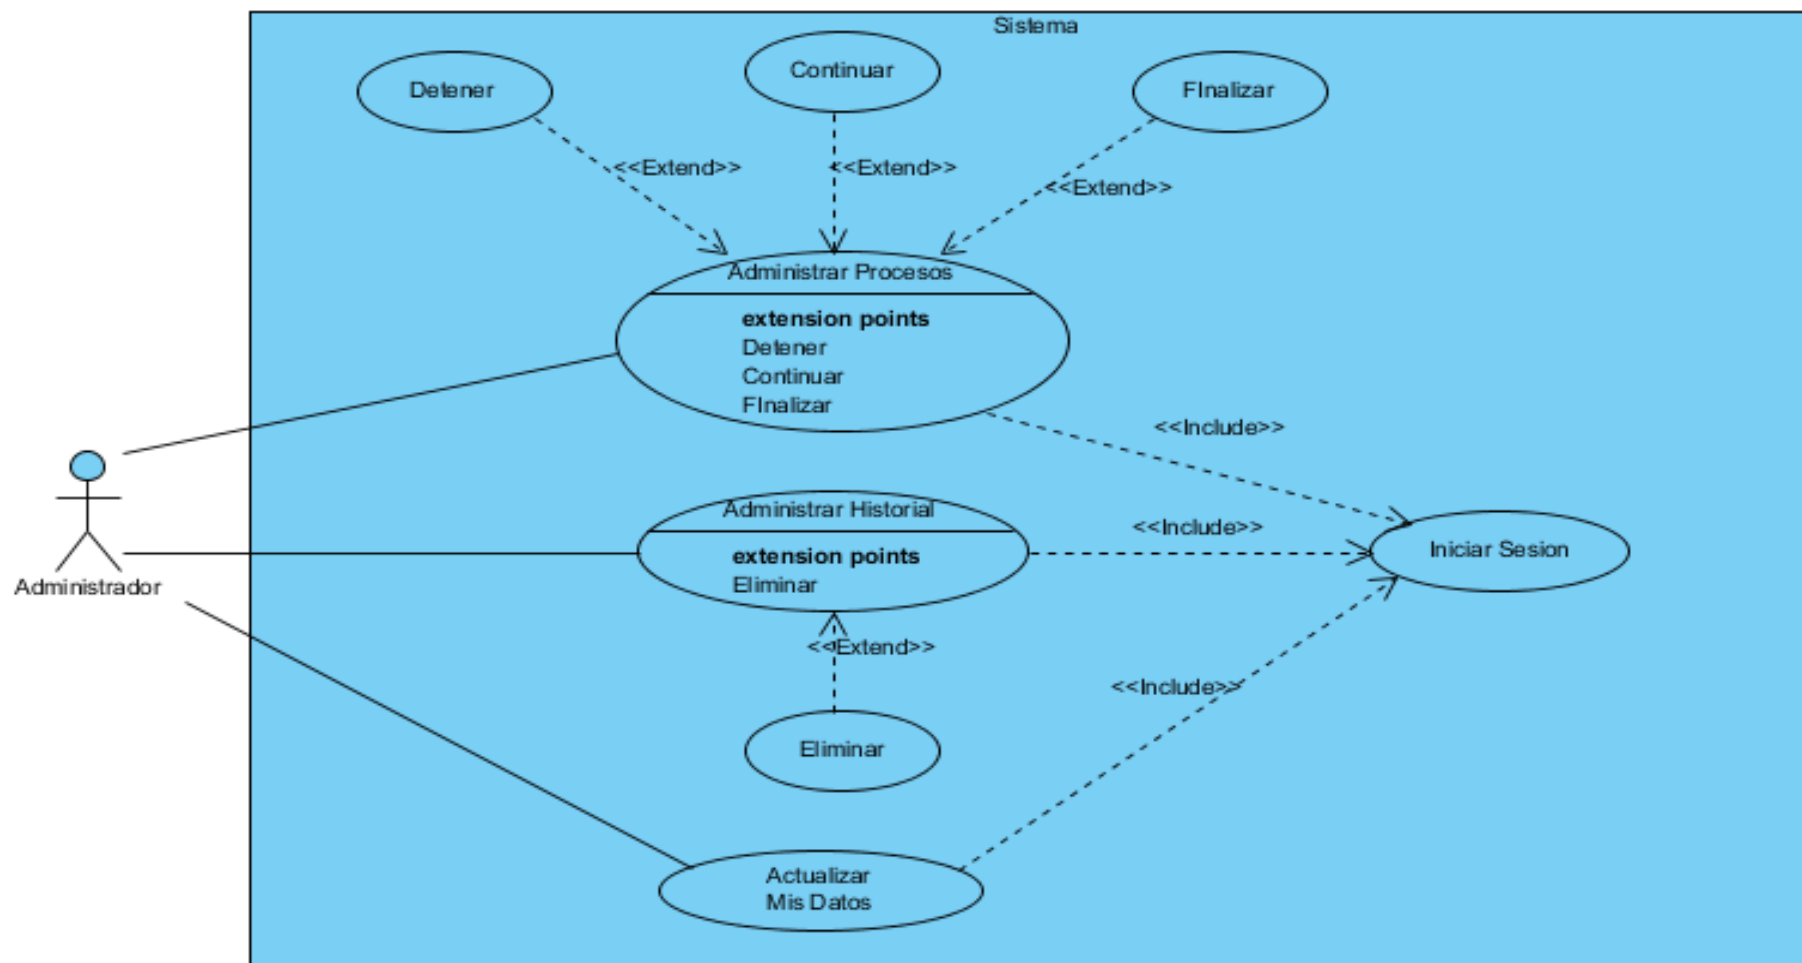 Sistema
Detener
Continuar
FInalizar
<<Extend>>
<<Extend>>
<<Extend>>
Administrar Procesos
extension points
Detener
Continuar
FInalizar
<<Include>>
Administrador
Administrar Historial
extension points
Eliminar
<<Include>>
Iniciar Sesion
<<Extend>>
<<Include>>
Eliminar
Actualizar
Mis Datos